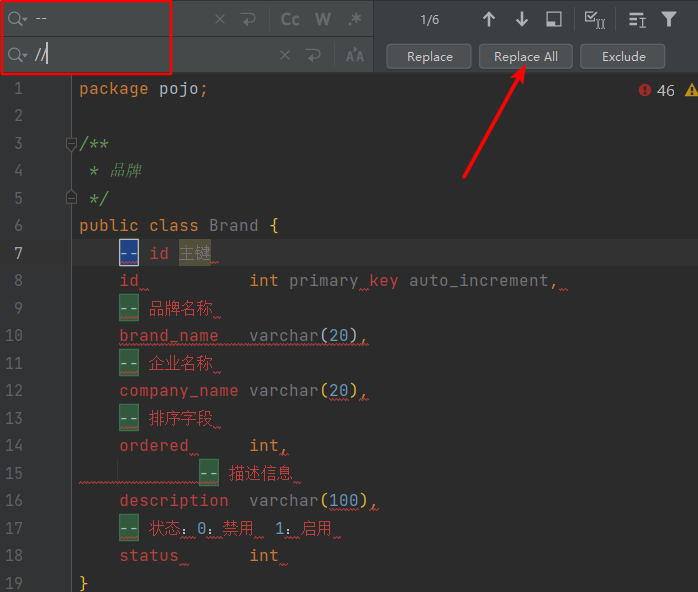 -- Cc W .* 1/6
// Replace Replace All Exclude
1 package pojo; 46
2
3 /**
4 * 品牌
5 */
6 public class Brand {
7 -- id 主键
8 id int primary key auto_increment,
9 -- 品牌名称
10 brand_name varchar(20),
11 -- 企业名称
12 company_name varchar(20),
13 -- 排序字段
14 ordered int,
15 -- 描述信息
16 description varchar(100),
17 -- 状态：0：禁用 1：启用
18 status int
19 }